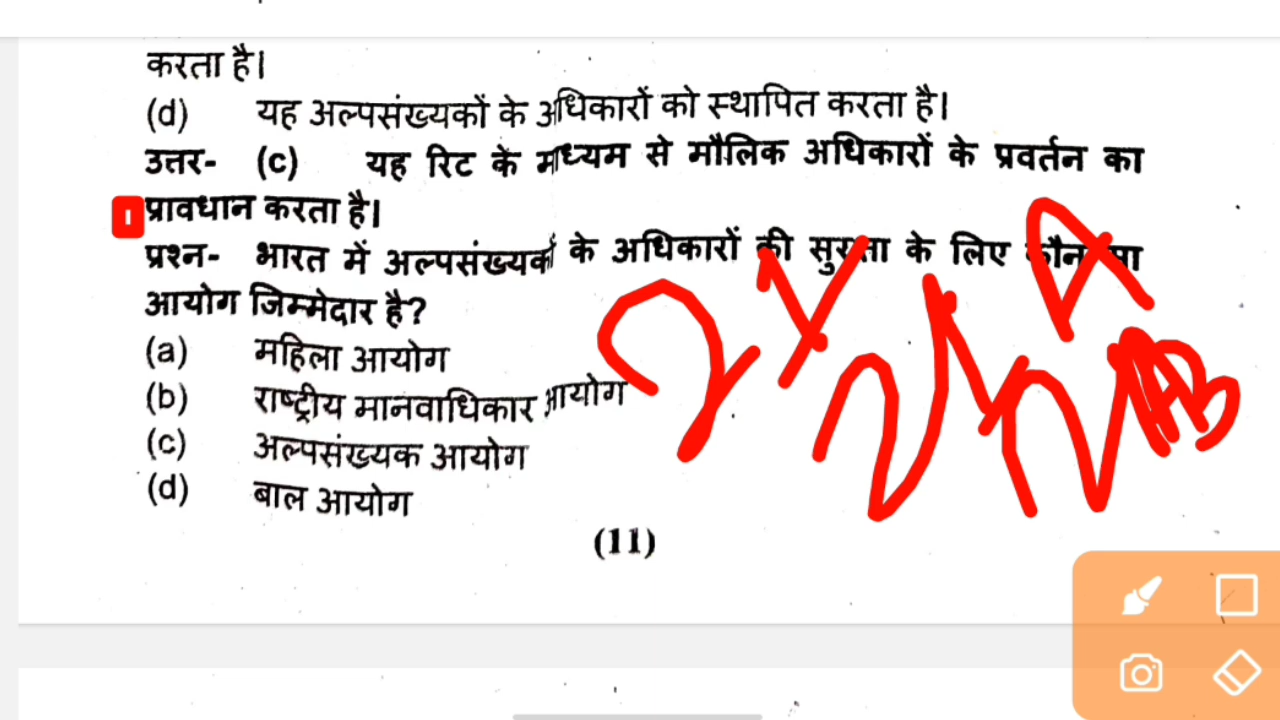 करता है।
(d) यह अल्पसंख्यकों के अधिकारों को स्थापित करता है।
उत्तर- (c) यह रिट के माध्यम से मौलिक अधिकारों के प्रवर्तन का
प्रावधान करता है।
प्रश्न- भारत में अल्पसंख्यकों के अधिकारों की सुरक्षा के लिए कौन सा
आयोग जिम्मेदार है?
(a) महिला आयोग
(b) राष्ट्रीय मानवाधिकार आयोग
(c) अल्पसंख्यक आयोग
(d) बाल आयोग
(11)